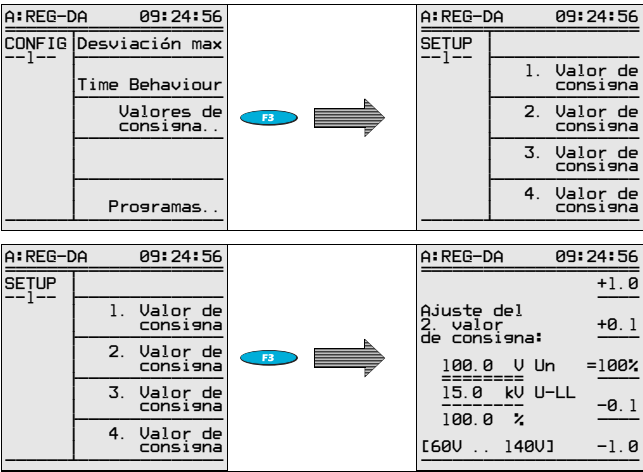 A:REG-DA 09:24:56
CONFIG
--1--
Desviación max
Time Behaviour
Valores de
consigna..
Programas..
F3
A:REG-DA 09:24:56
SETUP
--1--
1. Valor de
consigna
2. Valor de
consigna
3. Valor de
consigna
4. Valor de
consigna
A:REG-DA 09:24:56
SETUP
--1--
1. Valor de
consigna
2. Valor de
consigna
3. Valor de
consigna
4. Valor de
consigna
F3
A:REG-DA 09:24:56
+1.0
Ajuste del
2. valor +0.1
de consigna:
100.0 V Un =100%
15.0 kV U-LL
-0.1
100.0 %
[60V .. 140V] -1.0